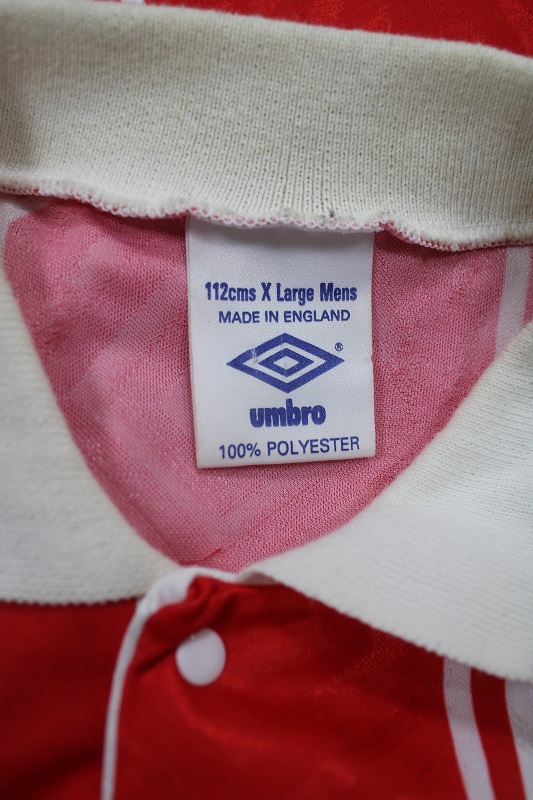 112cms X Large Mens
MADE IN ENGLAND
®
umbro
100% POLYESTER